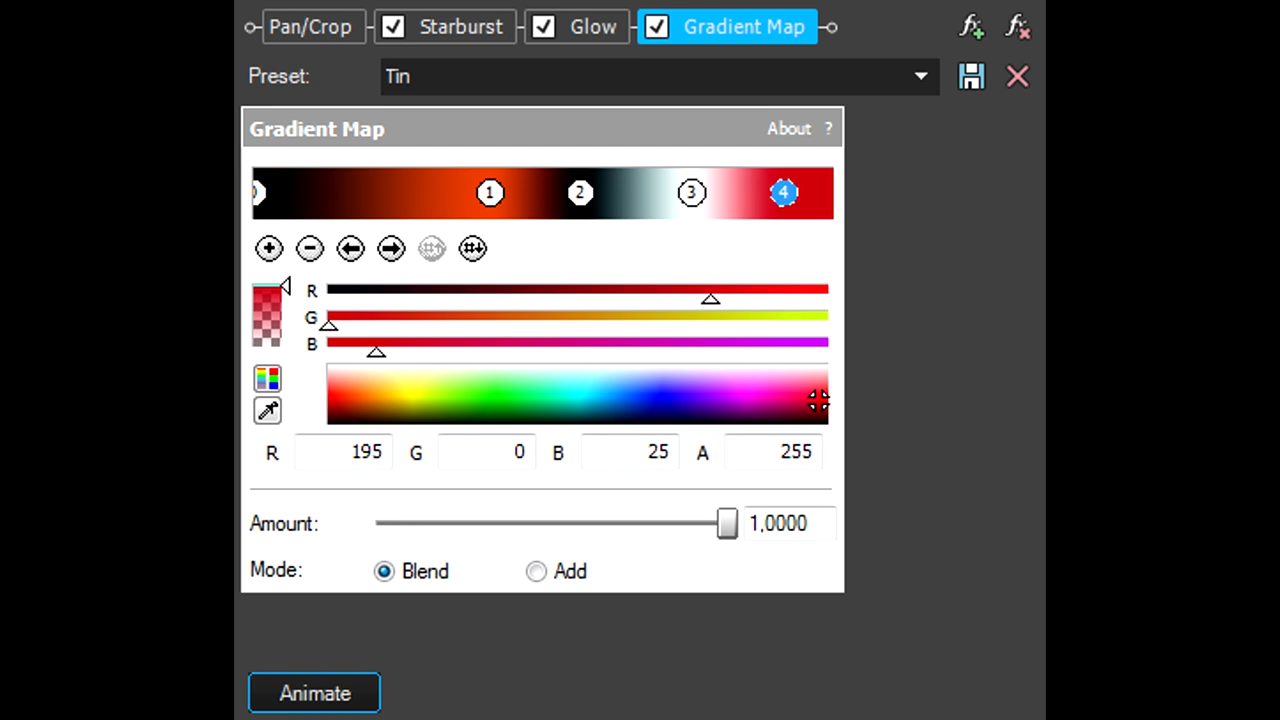 Pan/Crop Starburst Glow Gradient Map
Preset: Tin
Gradient Map About ?
1 2 3 4
R
G
B
R 195 G 0 B 25 A 255
Amount: 1,0000
Mode: Blend Add
Animate